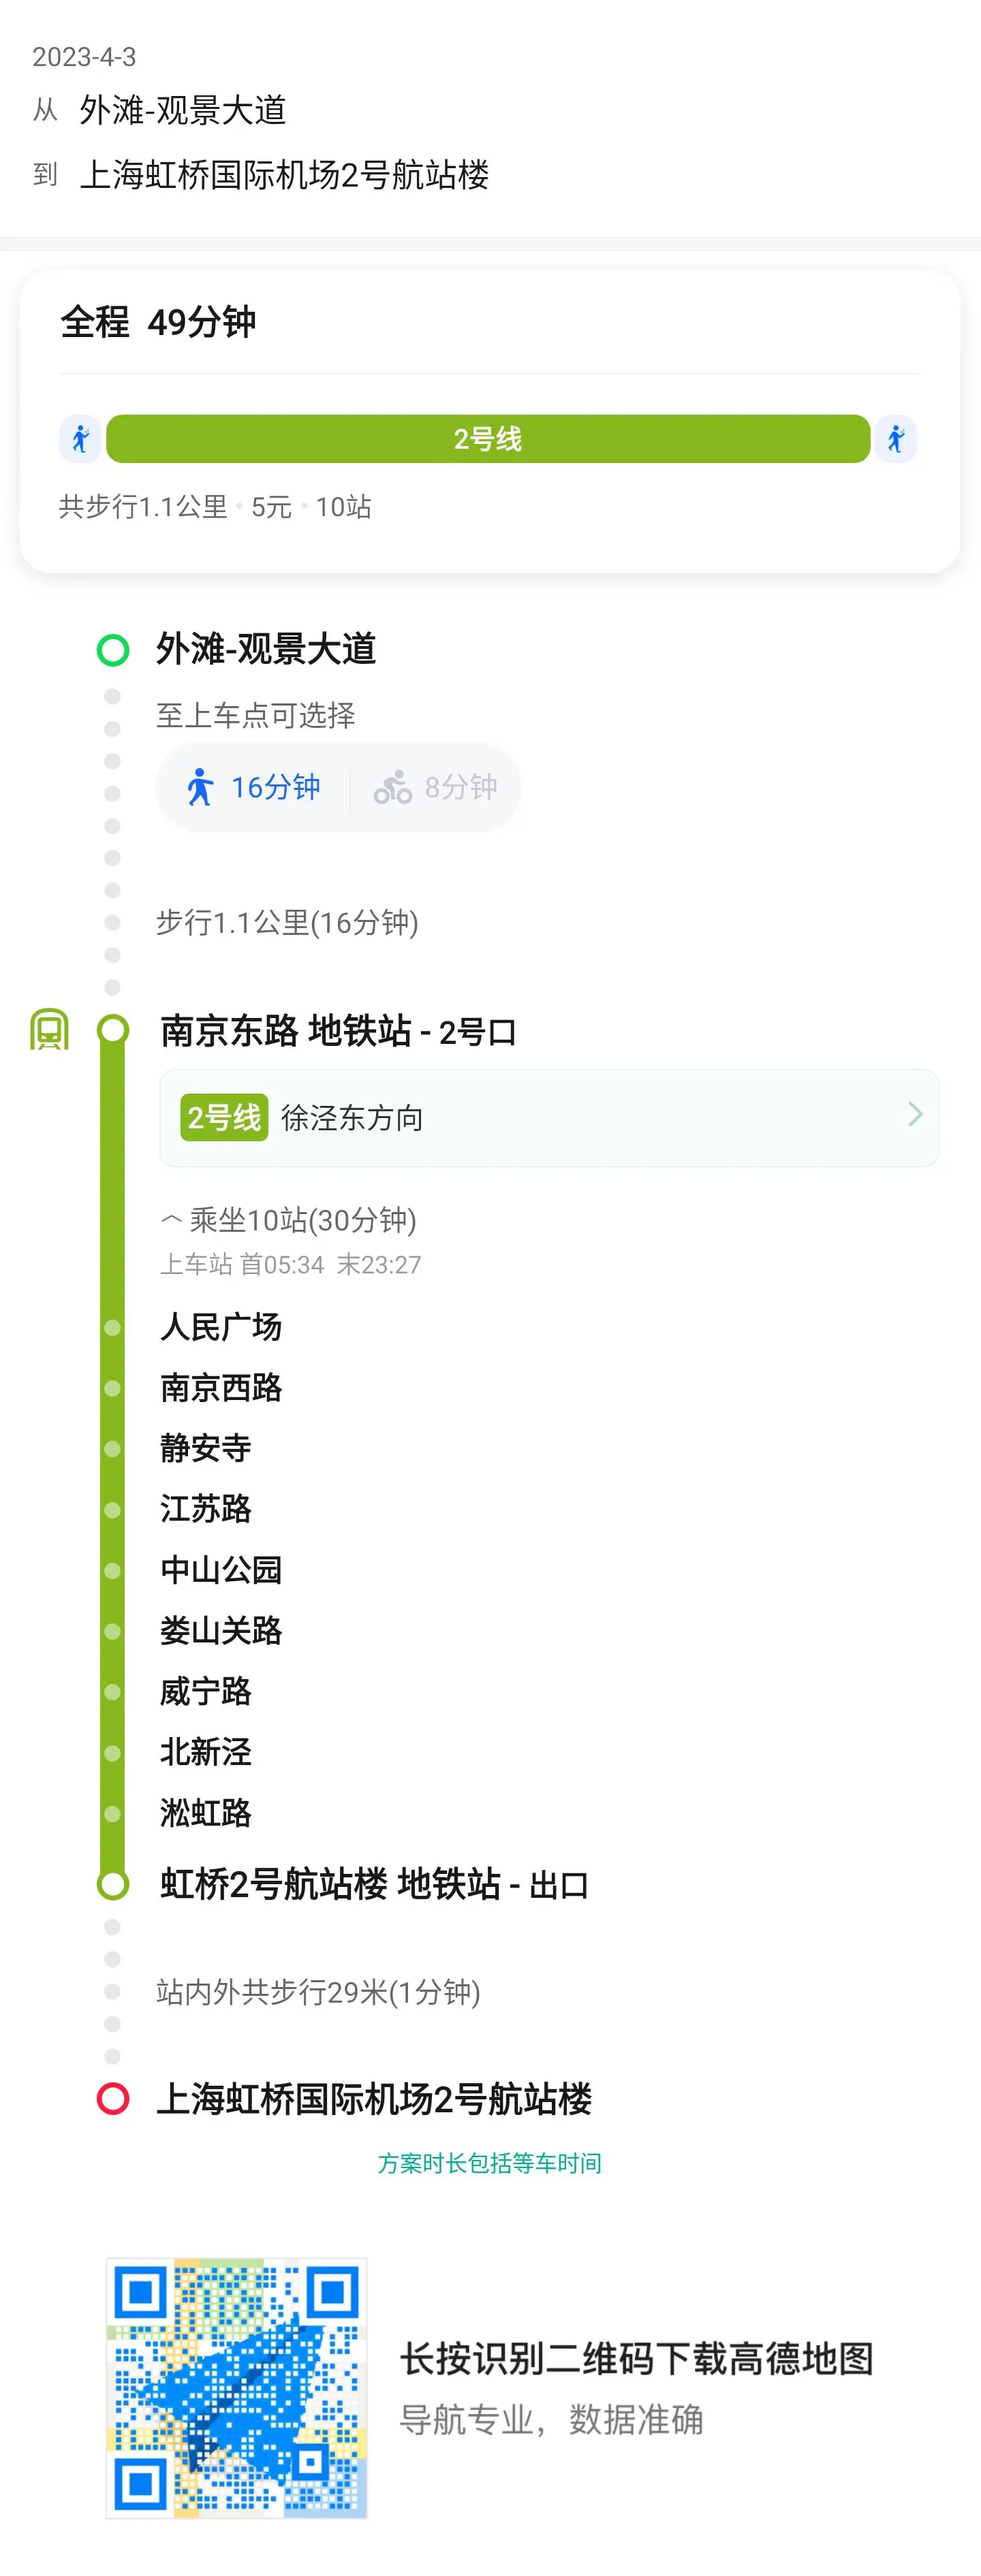 2023-4-3
从 外滩-观景大道
到 上海虹桥国际机场2号航站楼
全程 49分钟
2号线
共步行1.1公里•5元•10站
外滩-观景大道
至上车点可选择
16分钟 8分钟
步行1.1公里(16分钟)
南京东路 地铁站 - 2号口
2号线 徐泾东方向
乘坐10站(30分钟)
上车站 首05:34 末23:27
人民广场
南京西路
静安寺
江苏路
中山公园
娄山关路
威宁路
北新泾
淞虹路
虹桥2号航站楼 地铁站 - 出口
站内外共步行29米(1分钟)
上海虹桥国际机场2号航站楼
方案时长包括等车时间
长按识别二维码下载高德地图
导航专业，数据准确